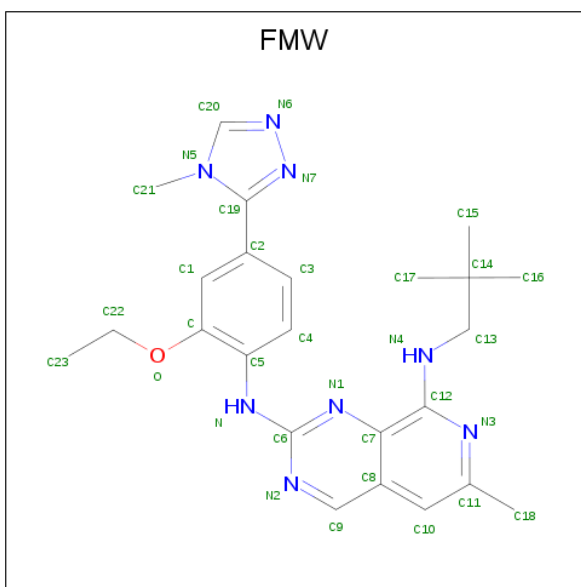 FMW
C20 N6
N5
N7
C21
C19
C15
C2
C1 C3
C17 C14 C16
C22
C C4
N4 C13
C23 O C5 HN
C12
HN N N1 N3
C6 C7
C8 C11
N2 C18
C9 C10